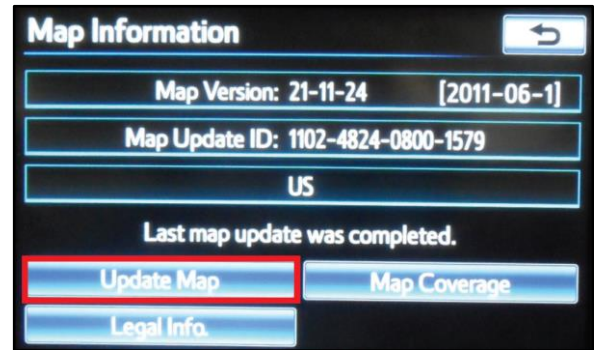 Map Information
Map Version: 21-11-24 [2011-06-1]
Map Update ID: 1102-4824-0800-1579
US
Last map update was completed.
Update Map Map Coverage
Legal Info.